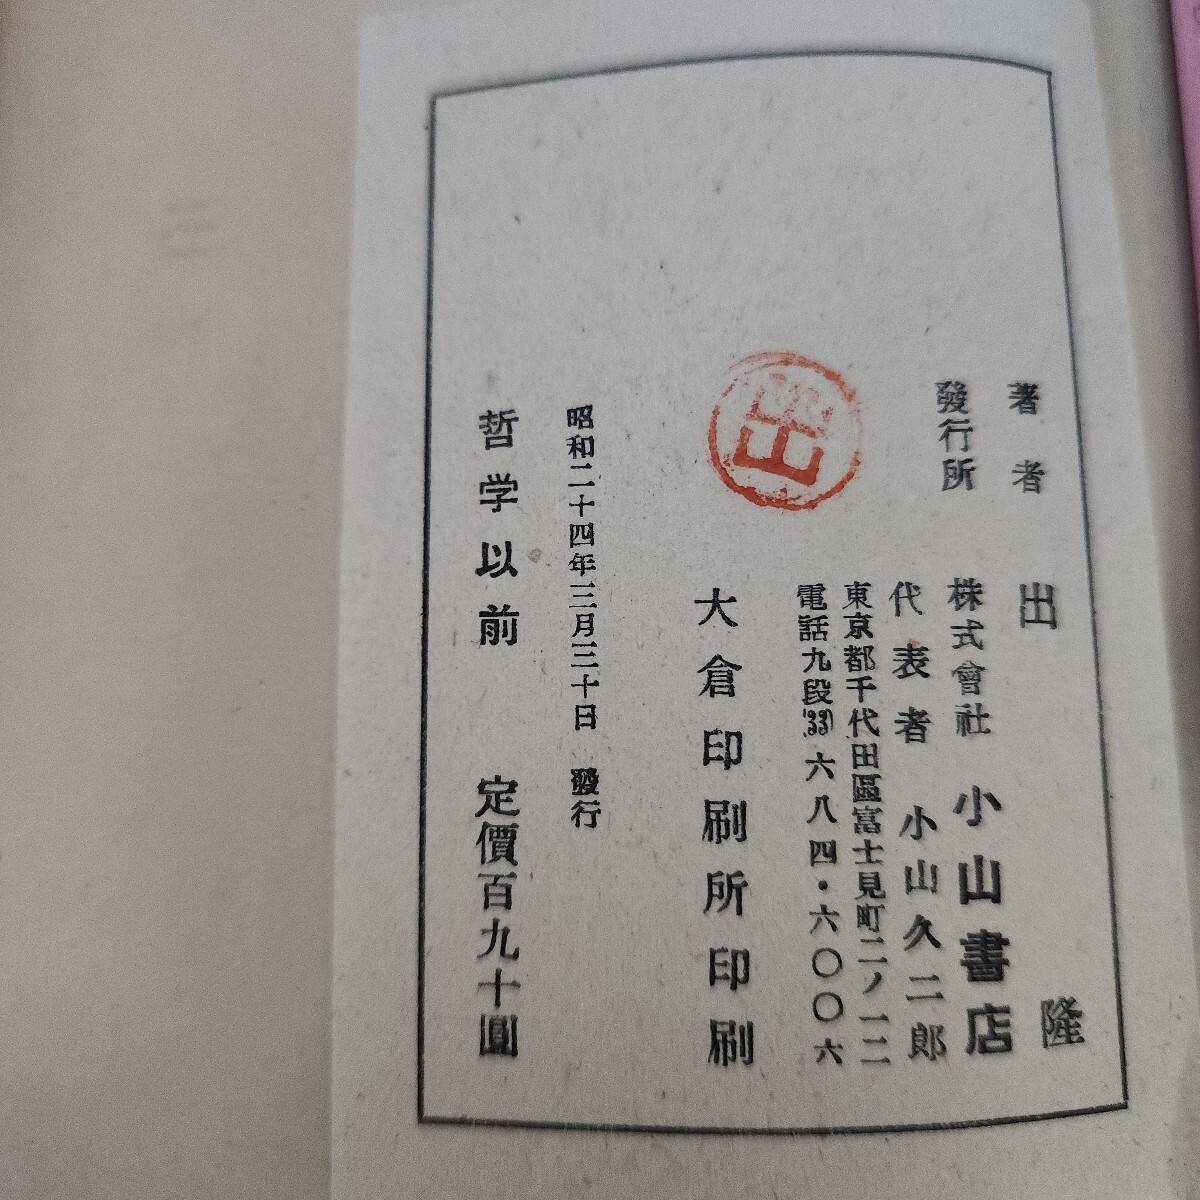 著者 出 隆
發行所 株式會社 小山書店
代表者 小山久二郎
東京都千代田區富士見町二ノ一二
電話九段(33)六八四・六〇〇六
出
大倉印刷所印刷
昭和二十四年三月三十日 發行
哲学以前 定價百九十圓